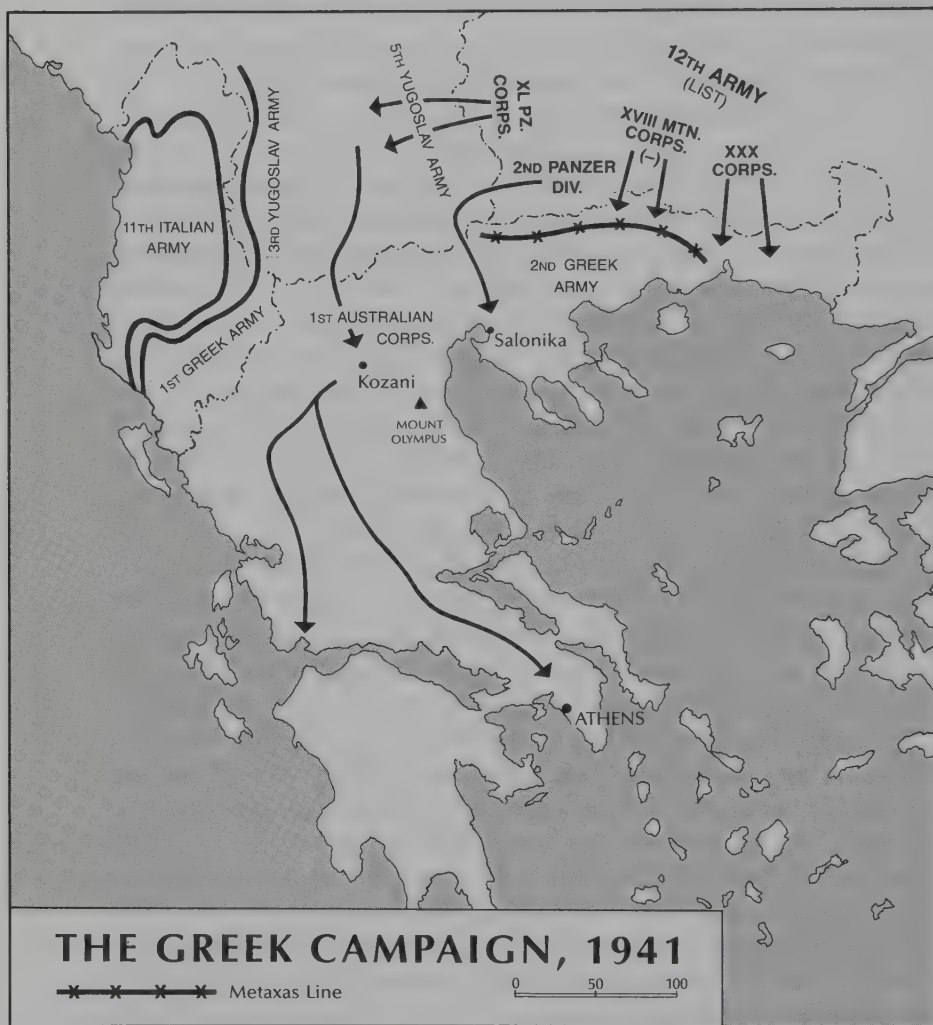 12TH ARMY
(LIST)
5TH YUGOSLAV ARMY
XL PZ.
CORPS.
XVIII MTN.
CORPS.
(–)
XXX
CORPS.
2ND PANZER
DIV.
3RD YUGOSLAV ARMY
11TH ITALIAN
ARMY
2ND GREEK
ARMY
1ST GREEK ARMY
1ST AUSTRALIAN
CORPS.
Salonika
Kozani
MOUNT
OLYMPUS
ATHENS
THE GREEK CAMPAIGN, 1941
Metaxas Line
0 50 100